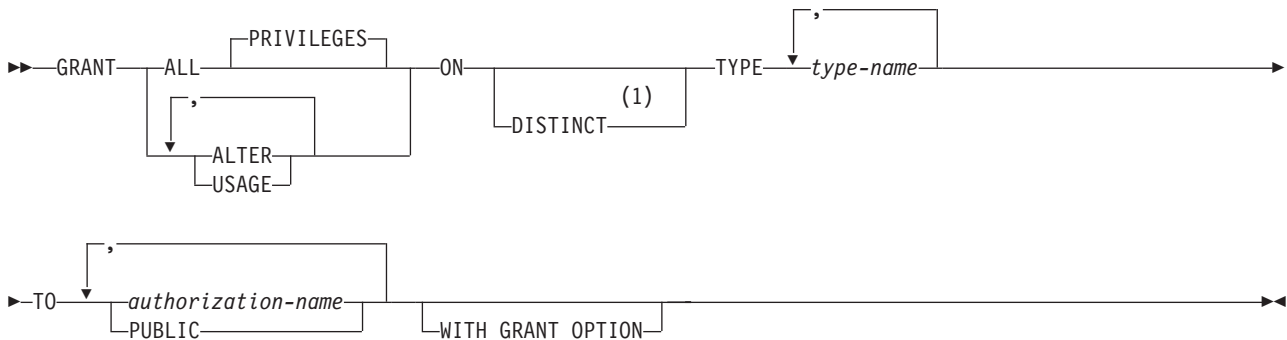 ,
PRIVILEGES
GRANT ALL ON TYPE type-name
, (1)
DISTINCT
ALTER
USAGE
,
TO authorization-name
PUBLIC WITH GRANT OPTION